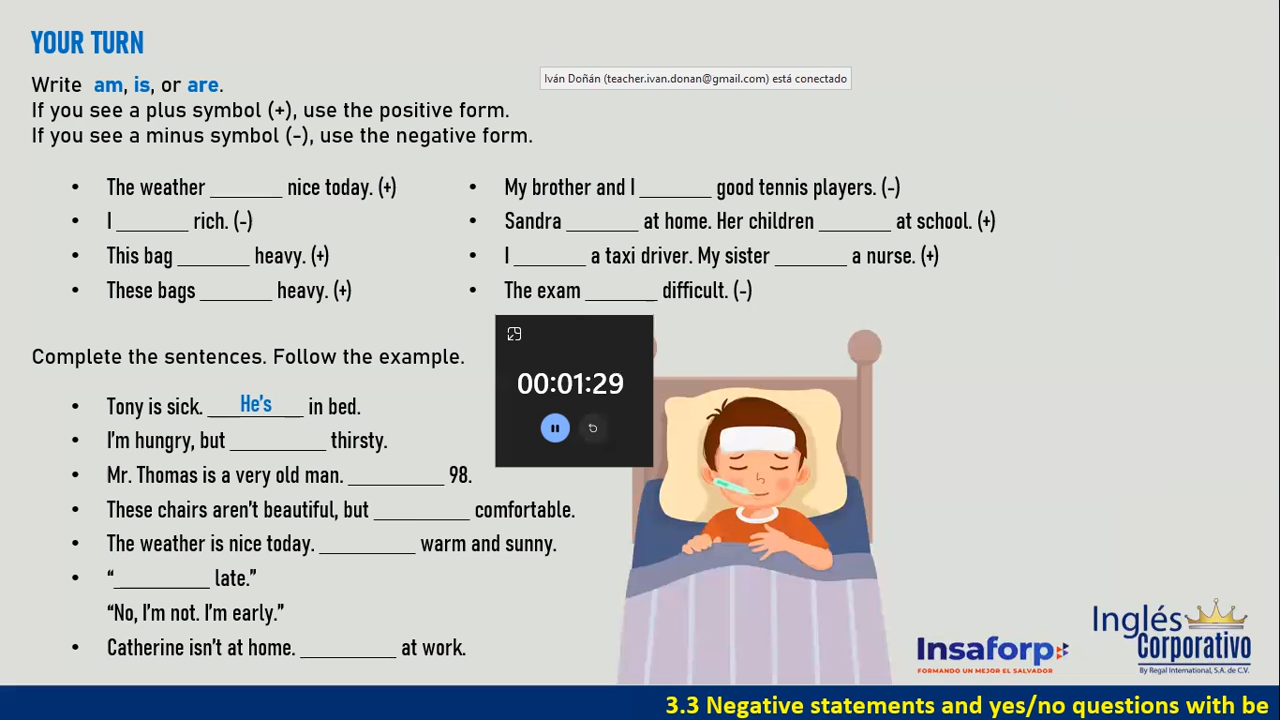 YOUR TURN
Write am, is, or are.
If you see a plus symbol (+), use the positive form.
If you see a minus symbol (-), use the negative form.
Iván Doñán (teacher.ivan.donan@gmail.com) está conectado
• The weather _______ nice today. (+)
• I _______ rich. (-)
• This bag _______ heavy. (+)
• These bags _______ heavy. (+)
• My brother and I _______ good tennis players. (-)
• Sandra _______ at home. Her children _______ at school. (+)
• I _______ a taxi driver. My sister _______ a nurse. (+)
• The exam _______ difficult. (-)
Complete the sentences. Follow the example.
• Tony is sick. ___He's___ in bed.
• I'm hungry, but _________ thirsty.
• Mr. Thomas is a very old man. _________ 98.
• These chairs aren't beautiful, but _________ comfortable.
• The weather is nice today. _________ warm and sunny.
• “_________ late.”
“No, I'm not. I'm early.”
• Catherine isn't at home. _________ at work.
00:01:29
Insaforp
FORMANDO UN MEJOR EL SALVADOR
Inglés
Corporativo
By Regal International, S.A. de C.V.
3.3 Negative statements and yes/no questions with be